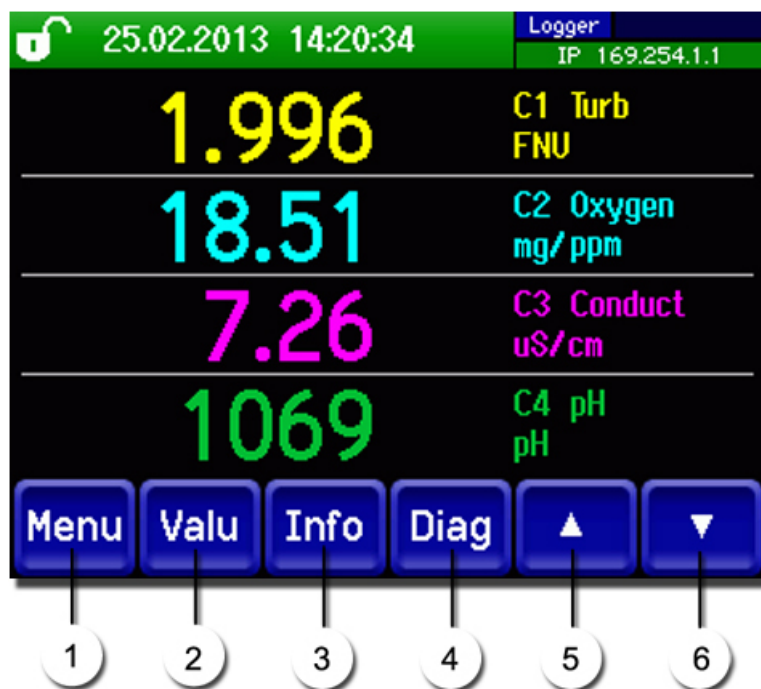 25.02.2013 14:20:34
Logger
IP 169.254.1.1
1.996
C1 Turb
FNU
18.51
C2 Oxygen
mg/ppm
7.26
C3 Conduct
uS/cm
1069
C4 pH
pH
Menu Valu Info Diag ▲ ▼
1 2 3 4 5 6